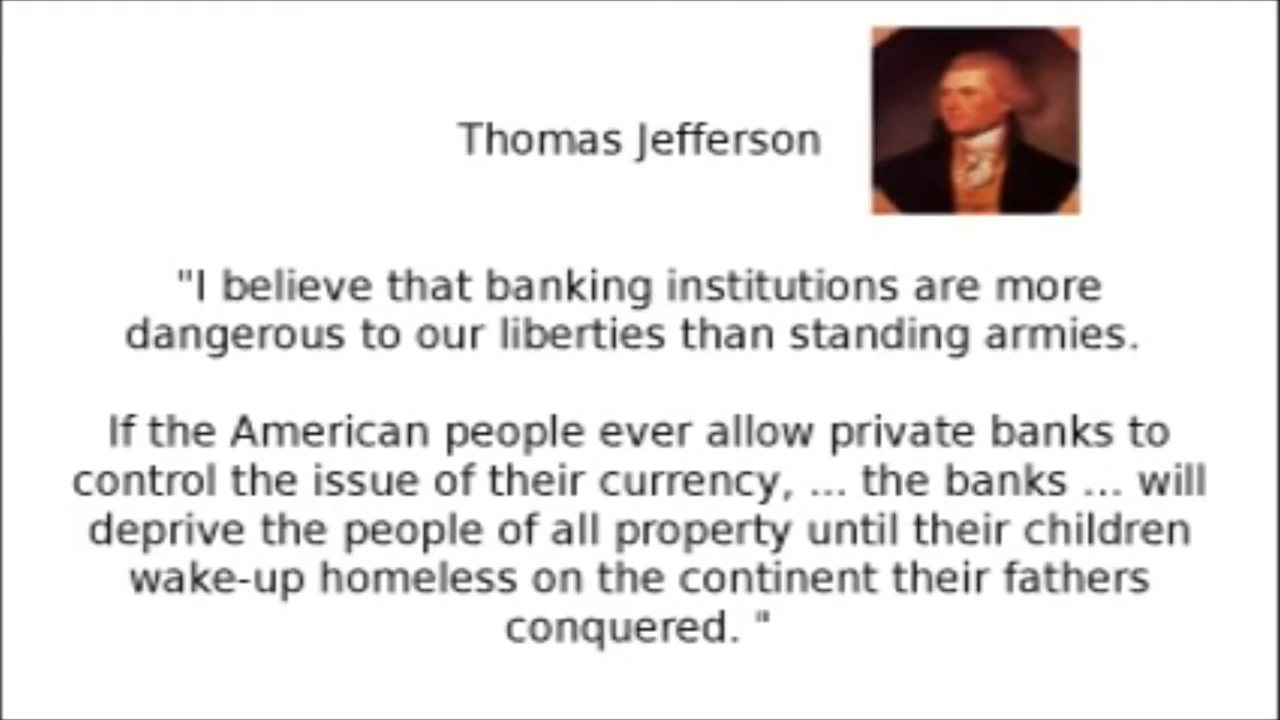 Thomas Jefferson
"I believe that banking institutions are more
dangerous to our liberties than standing armies.
If the American people ever allow private banks to
control the issue of their currency, ... the banks ... will
deprive the people of all property until their children
wake-up homeless on the continent their fathers
conquered. "